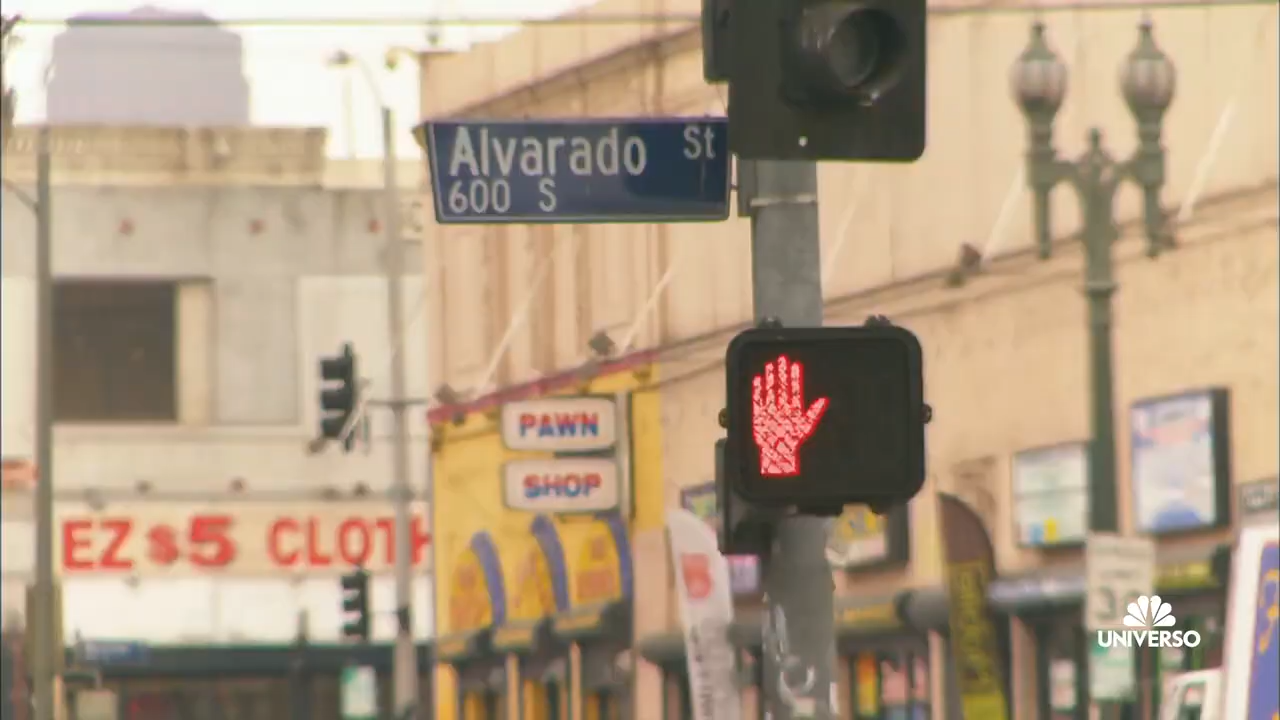 Alvarado St
600 S
PAWN
SHOP
EZ $5 CLOTH
UNIVERSO